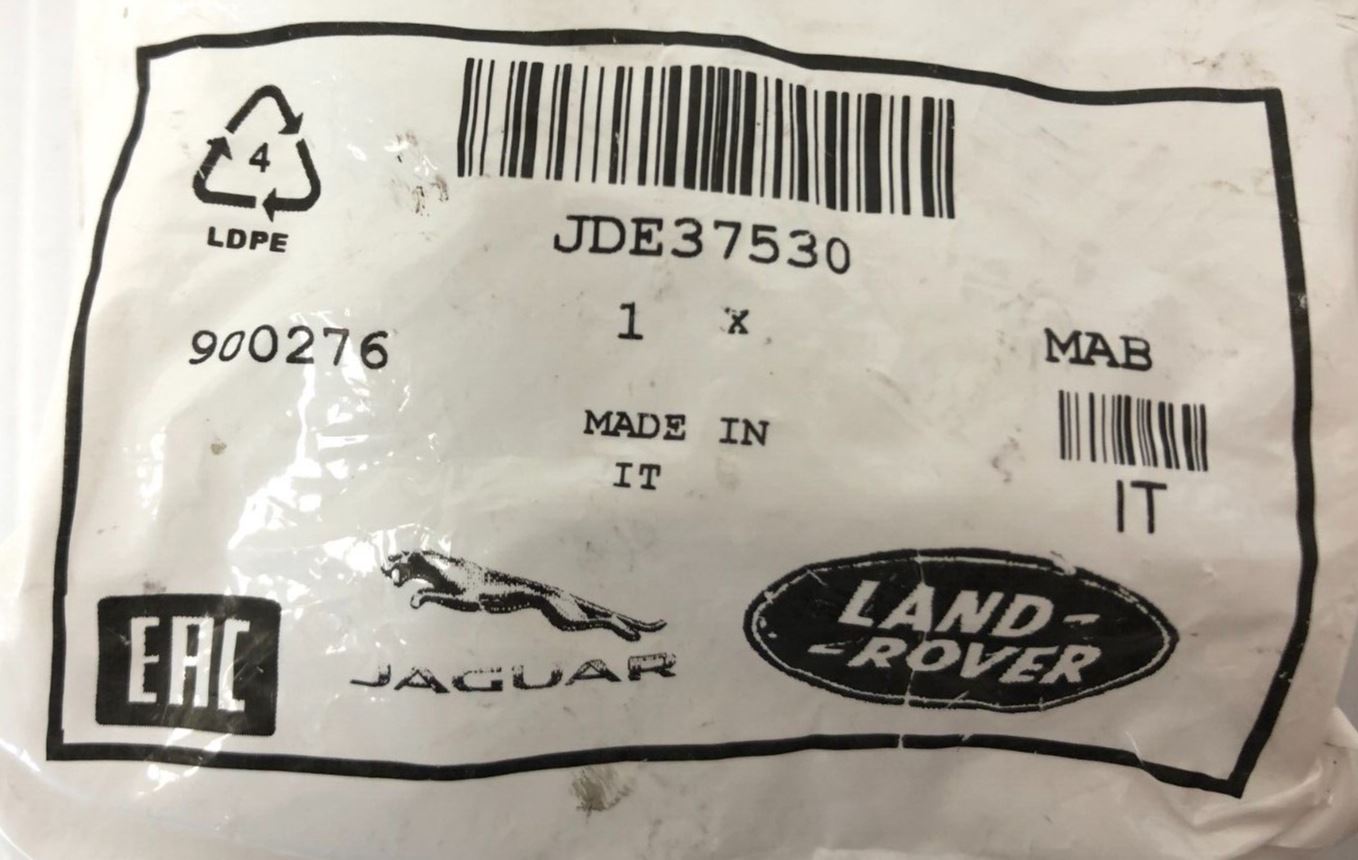 4
LDPE
JDE37530
1 x
900276
MAB
MADE IN
IT
IT
EAC
JAGUAR
LAND-
-ROVER